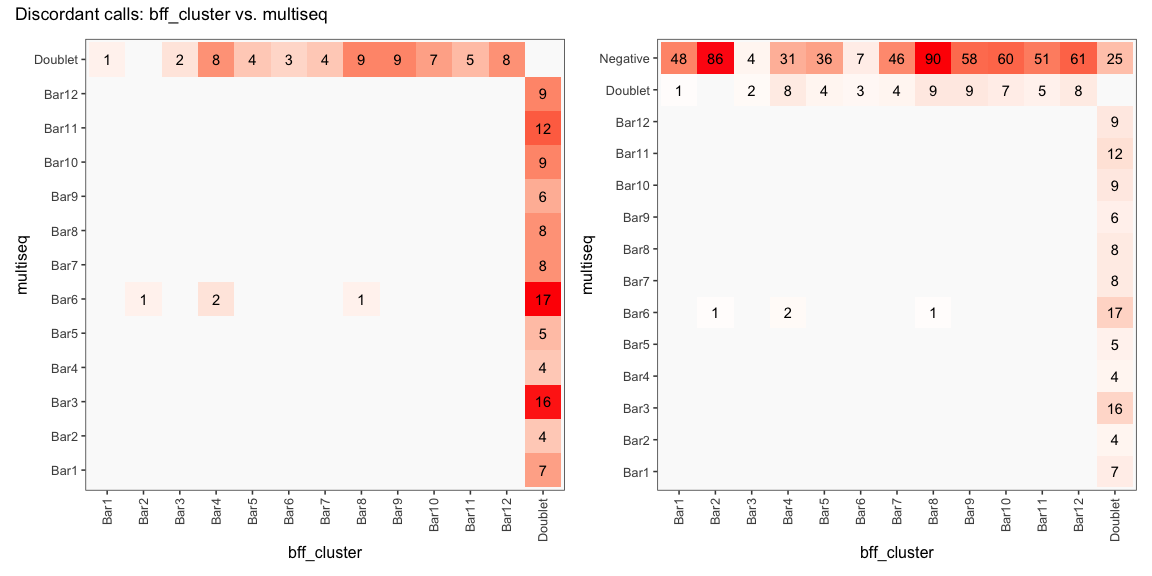 Discordant calls: bff_cluster vs. multiseq
multiseq
Doublet 1 2 8 4 3 4 9 9 7 5 8
Bar12 9
Bar11 12
Bar10 9
Bar9 6
Bar8 8
Bar7 8
Bar6 1 2 1 17
Bar5 5
Bar4 4
Bar3 16
Bar2 4
Bar1 7
Bar1 Bar2 Bar3 Bar4 Bar5 Bar6 Bar7 Bar8 Bar9 Bar10 Bar11 Bar12 Doublet
bff_cluster
multiseq
Negative 48 86 4 31 36 7 46 90 58 60 51 61 25
Doublet 1 2 8 4 3 4 9 9 7 5 8
Bar12 9
Bar11 12
Bar10 9
Bar9 6
Bar8 8
Bar7 8
Bar6 1 2 1 17
Bar5 5
Bar4 4
Bar3 16
Bar2 4
Bar1 7
Bar1 Bar2 Bar3 Bar4 Bar5 Bar6 Bar7 Bar8 Bar9 Bar10 Bar11 Bar12 Doublet
bff_cluster